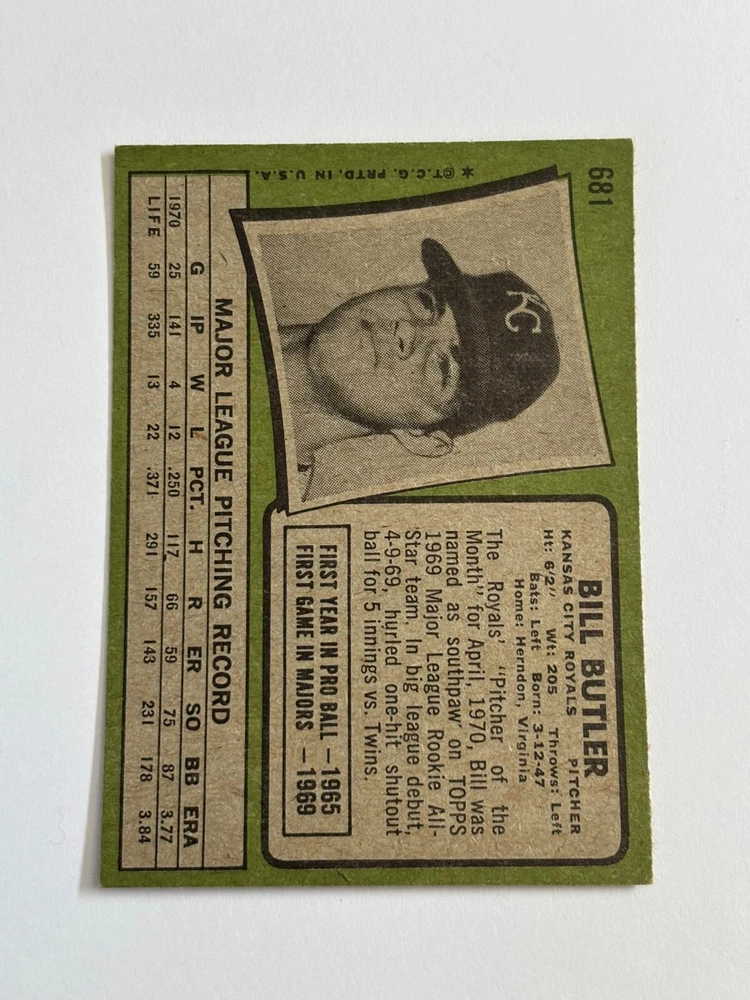 681
KC
BILL BUTLER
KANSAS CITY ROYALS PITCHER
Ht: 6'2" Wt: 205 Throws: Left
Bats: Left Born: 3-12-47
Home: Herndon, Virginia
The Royals' "Pitcher of the
Month" for April, 1970, Bill was
named as southpaw on TOPPS
1969 Major League Rookie All-
Star team. In big league debut,
4-9-69, hurled one-hit shutout
ball for 5 innings vs. Twins.
FIRST YEAR IN PRO BALL —1965
FIRST GAME IN MAJORS —1969
MAJOR LEAGUE PITCHING RECORD
G IP W L PCT. H R ER SO BB ERA
1970 25 141 4 12 .250 117 66 59 75 87 3.77
LIFE 59 335 13 22 .371 291 157 143 231 178 3.84
✶ ©T.C.G. PRTD. IN U.S.A.